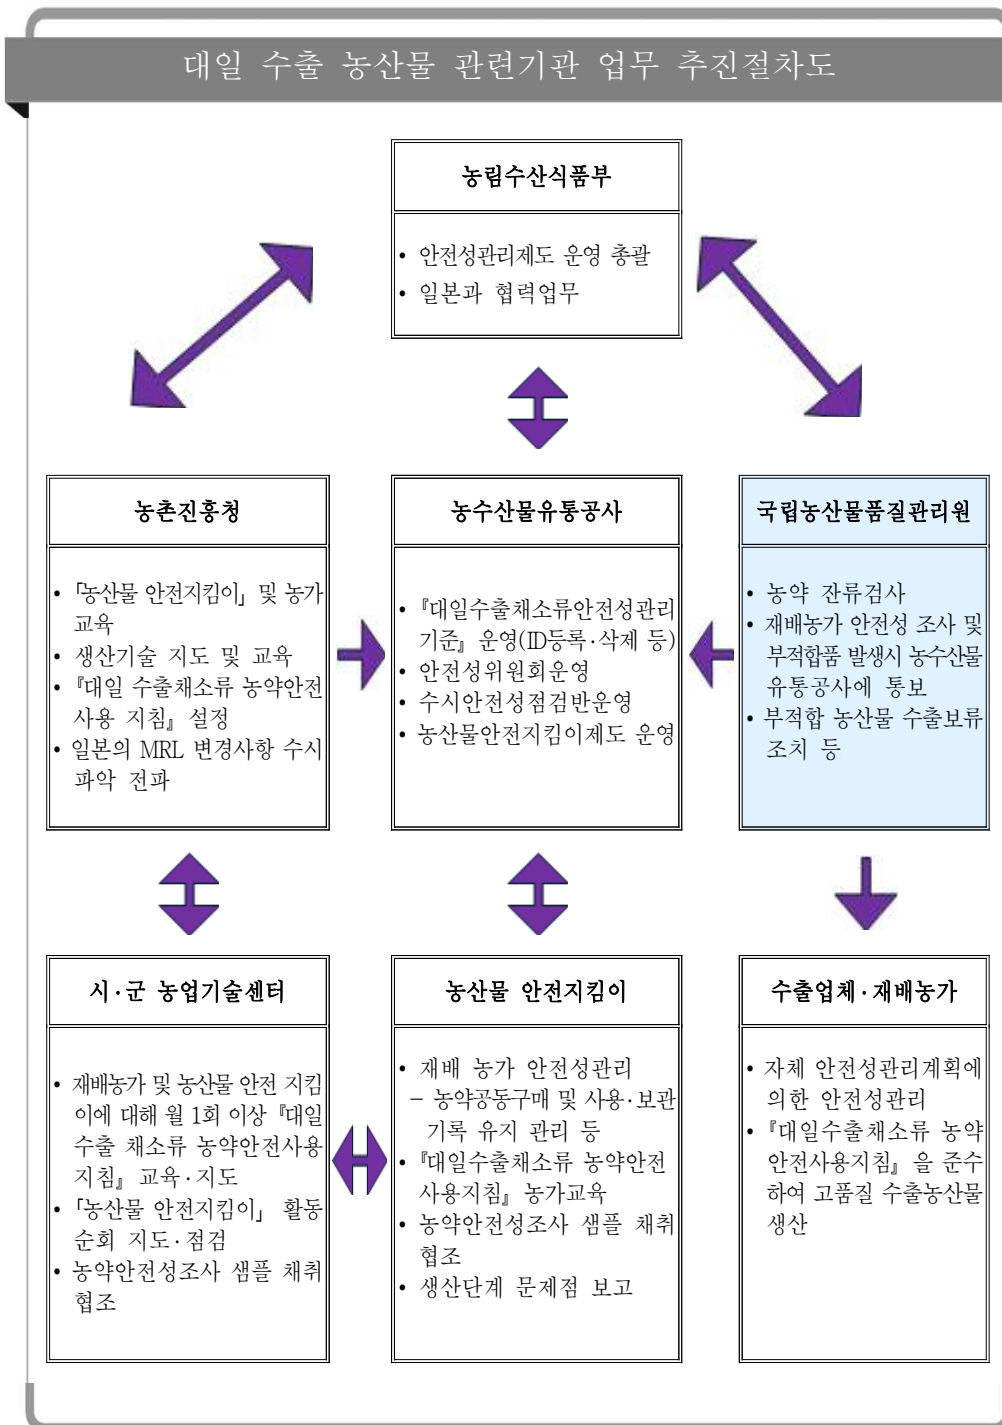 대일 수출 농산물 관련기관 업무 추진절차도
농림수산식품부
• 안전성관리제도 운영 총괄
• 일본과 협력업무
농촌진흥청
• 「농산물 안전지킴이」 및 농가
교육
• 생산기술 지도 및 교육
• 『대일 수출채소류 농약안전
사용 지침』 설정
• 일본의 MRL 변경사항 수시
파악 전파
농수산물유통공사
• 『대일수출채소류안전성관리
기준』 운영(ID등록·삭제 등)
• 안전성위원회운영
• 수시안전성점검반운영
• 농산물안전지킴이제도 운영
국립농산물품질관리원
• 농약 잔류검사
• 재배농가 안전성 조사 및
부적합품 발생시 농수산물
유통공사에 통보
• 부적합 농산물 수출보류
조치 등
시·군 농업기술센터
• 재배농가 및 농산물 안전 지킴
이에 대해 월 1회 이상 『대일
수출 채소류 농약안전사용
지침』 교육·지도
• 「농산물 안전지킴이」 활동
순회 지도·점검
• 농약안전성조사 샘플 채취
협조
농산물 안전지킴이
• 재배 농가 안전성관리
- 농약공동구매 및 사용·보관
기록 유지 관리 등
• 『대일수출채소류 농약안전
사용지침』 농가교육
• 농약안전성조사 샘플 채취
협조
• 생산단계 문제점 보고
수출업체·재배농가
• 자체 안전성관리계획에
의한 안전성관리
• 『대일수출채소류 농약
안전사용지침』 을 준수
하여 고품질 수출농산물
생산